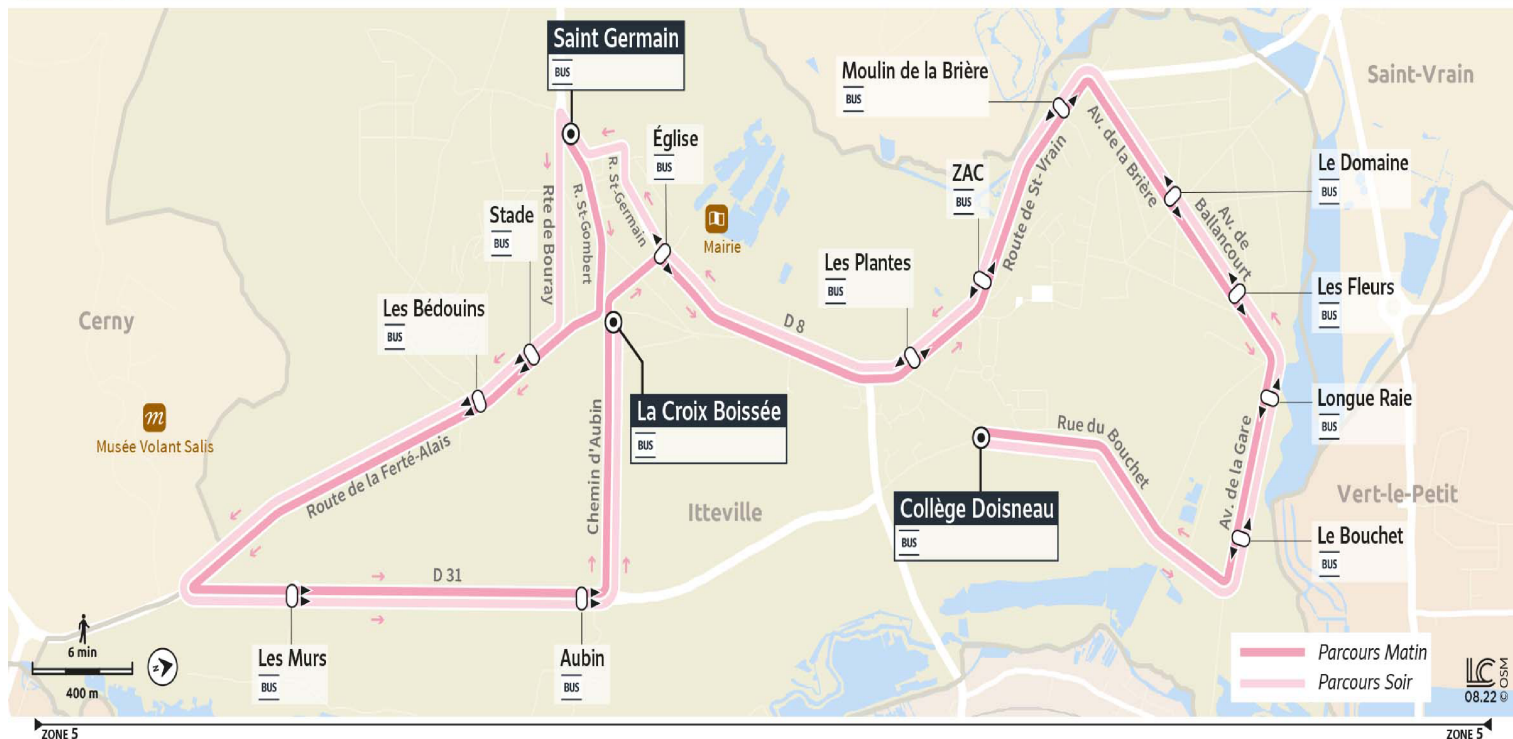 Saint Germain
BUS
Moulin de la Brière
BUS
Saint-Vrain
Église
BUS
Le Domaine
BUS
ZAC
BUS
Av. de la Brière
Stade
BUS
Rte de Bouray
R. St-Gombert
R. St-Germain
Mairie
Route de St-Vrain
Av. de
Ballancourt
Les Plantes
BUS
Les Fleurs
BUS
Les Bédouins
BUS
Cerny
D 8
Longue Raie
BUS
La Croix Boissée
BUS
m
Musée Volant Salis
Rue du Bouchet
Route de la Ferté-Alais
Chemin d'Aubin
Av. de la Gare
Itteville
Collège Doisneau
BUS
Vert-le-Petit
Le Bouchet
BUS
D 31
6 min
400 m
N
Les Murs
BUS
Aubin
BUS
Parcours Matin
Parcours Soir
LC
08.22 © OSM
ZONE 5
ZONE 5